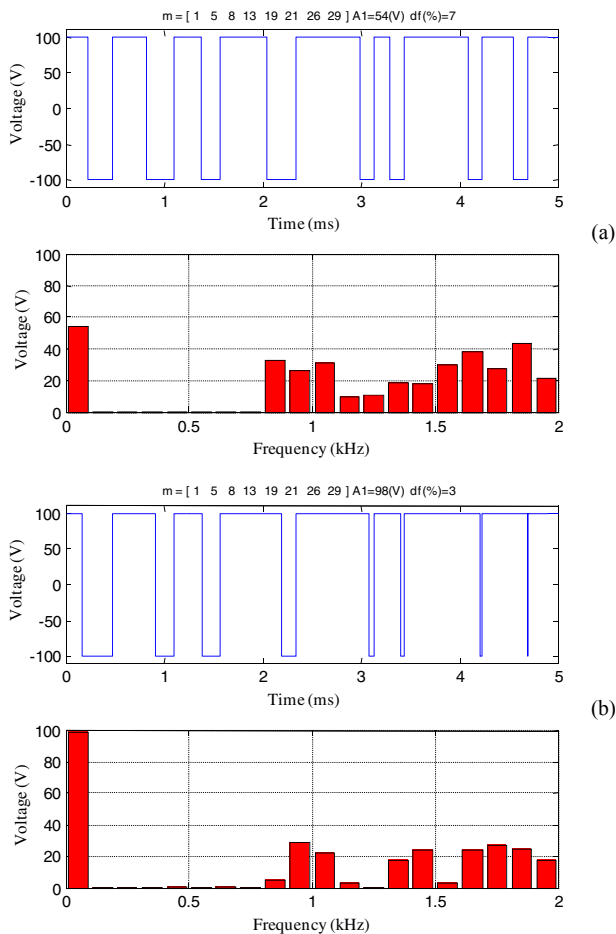 m = [ 1 5 8 13 19 21 26 29 ] A1=54(V) df(%)=7
100
50
0
-50
-100
Voltage (V)
0 1 2 3 4 5
Time (ms)
(a)
100
80
60
40
20
0
Voltage (V)
0 0.5 1 1.5 2
Frequency (kHz)
m = [ 1 5 8 13 19 21 26 29 ] A1=98(V) df(%)=3
100
50
0
-50
-100
Voltage (V)
0 1 2 3 4 5
Time (ms)
(b)
100
80
60
40
20
0
Voltage (V)
0 0.5 1 1.5 2
Frequency (kHz)